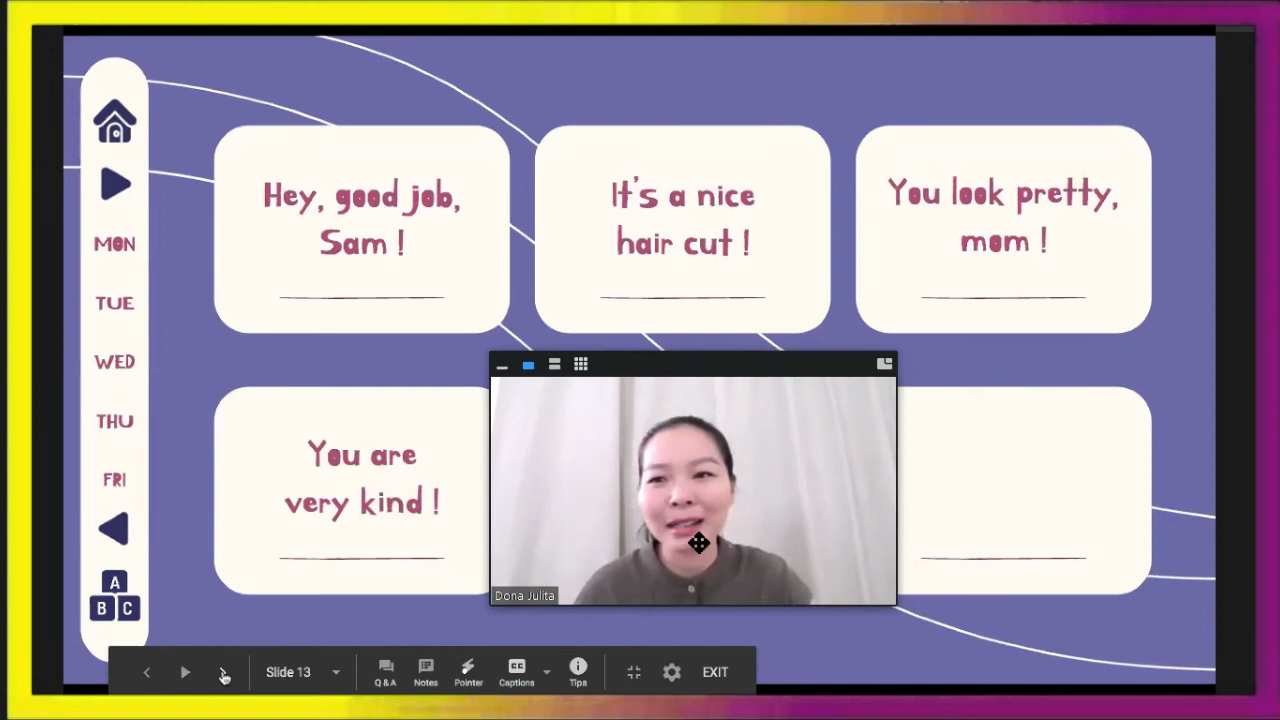 MON
TUE
WED
THU
FRI
A
B C
Hey, good job,
Sam !
It's a nice
hair cut !
You look pretty,
mom !
You are
very kind !
Dona Julita
Slide 13
Q & A
Notes
Pointer
CC
Captions
Tips
EXIT